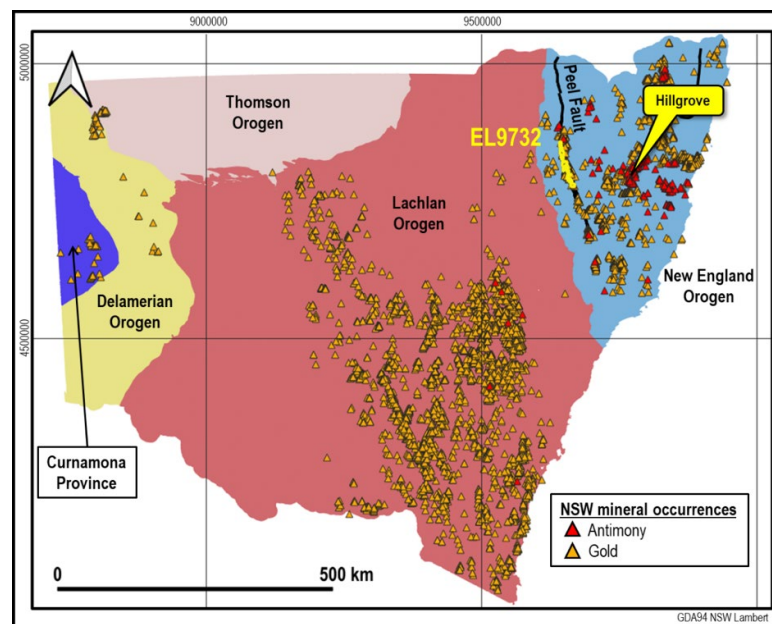 9000000
9500000
5000000
4500000
Thomson
Orogen
Peel Fault
Hillgrove
EL9732
Lachlan
Orogen
New England
Orogen
Delamerian
Orogen
Curnamona
Province
NSW mineral occurrences
Antimony
Gold
0
500 km
GDA94 NSW Lambert